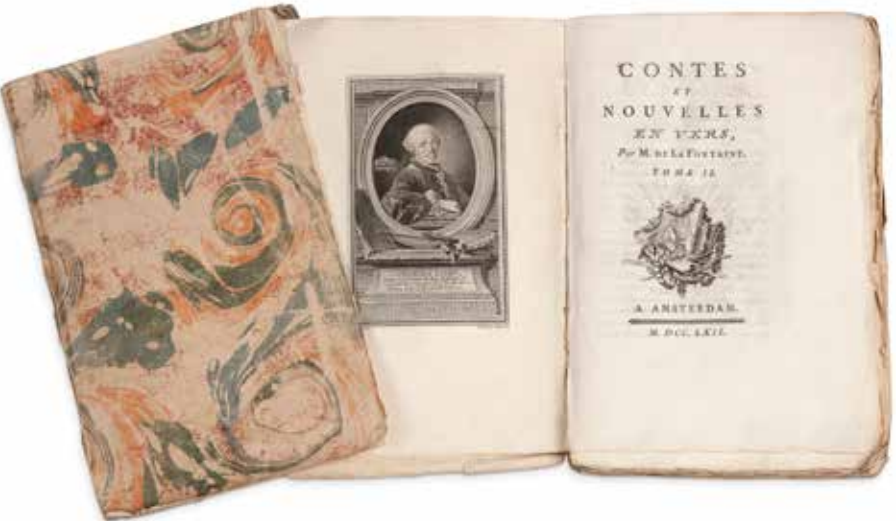 CONTES
ET
NOUVELLES
EN VERS,
Par M. DE LA FONTAINE.
TOME II.
A AMSTERDAM.
M. DCC. LXII.